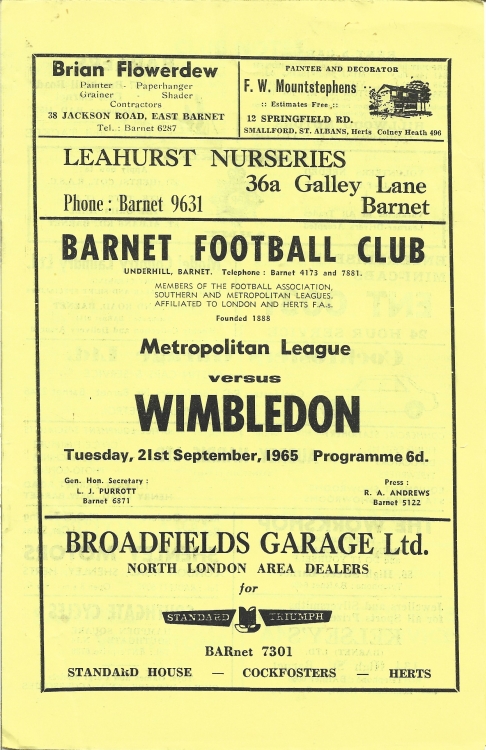 Brian Flowerdew
Painter - Paperhanger
Grainer - Shader
Contractors
38 JACKSON ROAD, EAST BARNET
Tel. : Barnet 6287
PAINTER AND DECORATOR
F. W. Mountstephens
:: Estimates Free ::
12 SPRINGFIELD RD.
SMALLFORD, ST. ALBANS, Herts Colney Heath 496
LEAHURST NURSERIES
36a Galley Lane
Phone : Barnet 9631 Barnet
BARNET FOOTBALL CLUB
UNDERHILL, BARNET. Telephone : Barnet 4173 and 7881.
MEMBERS OF THE FOOTBALL ASSOCIATION,
SOUTHERN AND METROPOLITAN LEAGUES.
AFFILIATED TO LONDON AND HERTS F.A.s.
Founded 1888
Metropolitan League
versus
WIMBLEDON
Tuesday, 21st September, 1965 Programme 6d.
Gen. Hon. Secretary :
L. J. PURROTT
Barnet 6871
Press :
R. A. ANDREWS
Barnet 5122
BROADFIELDS GARAGE Ltd.
NORTH LONDON AREA DEALERS
for
STANDARD TRIUMPH
BARnet 7301
STANDARD HOUSE — COCKFOSTERS — HERTS